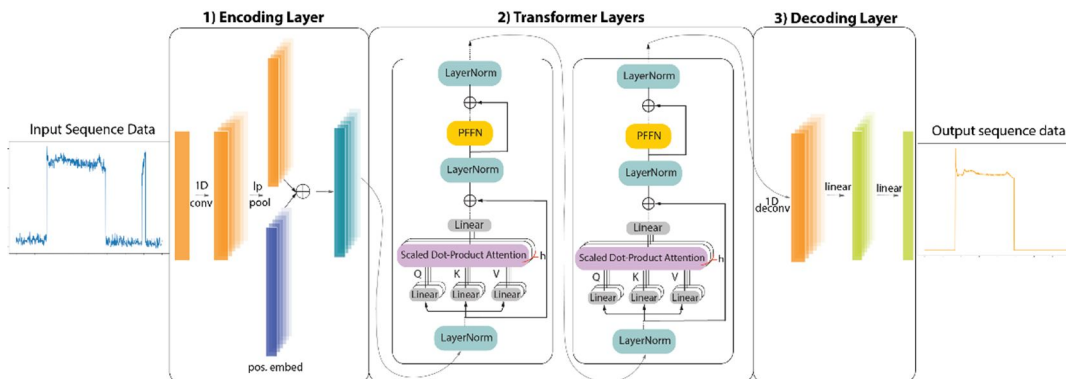 1) Encoding Layer
2) Transformer Layers
3) Decoding Layer
Input Sequence Data
1D
conv
lp
pool
pos. embed
LayerNorm
PFFN
LayerNorm
Linear
Scaled Dot-Product Attention
h
Q
K
V
Linear
Linear
Linear
LayerNorm
LayerNorm
PFFN
LayerNorm
Linear
Scaled Dot-Product Attention
h
Q
K
V
Linear
Linear
Linear
LayerNorm
1D
deconv
linear
linear
Output sequence data